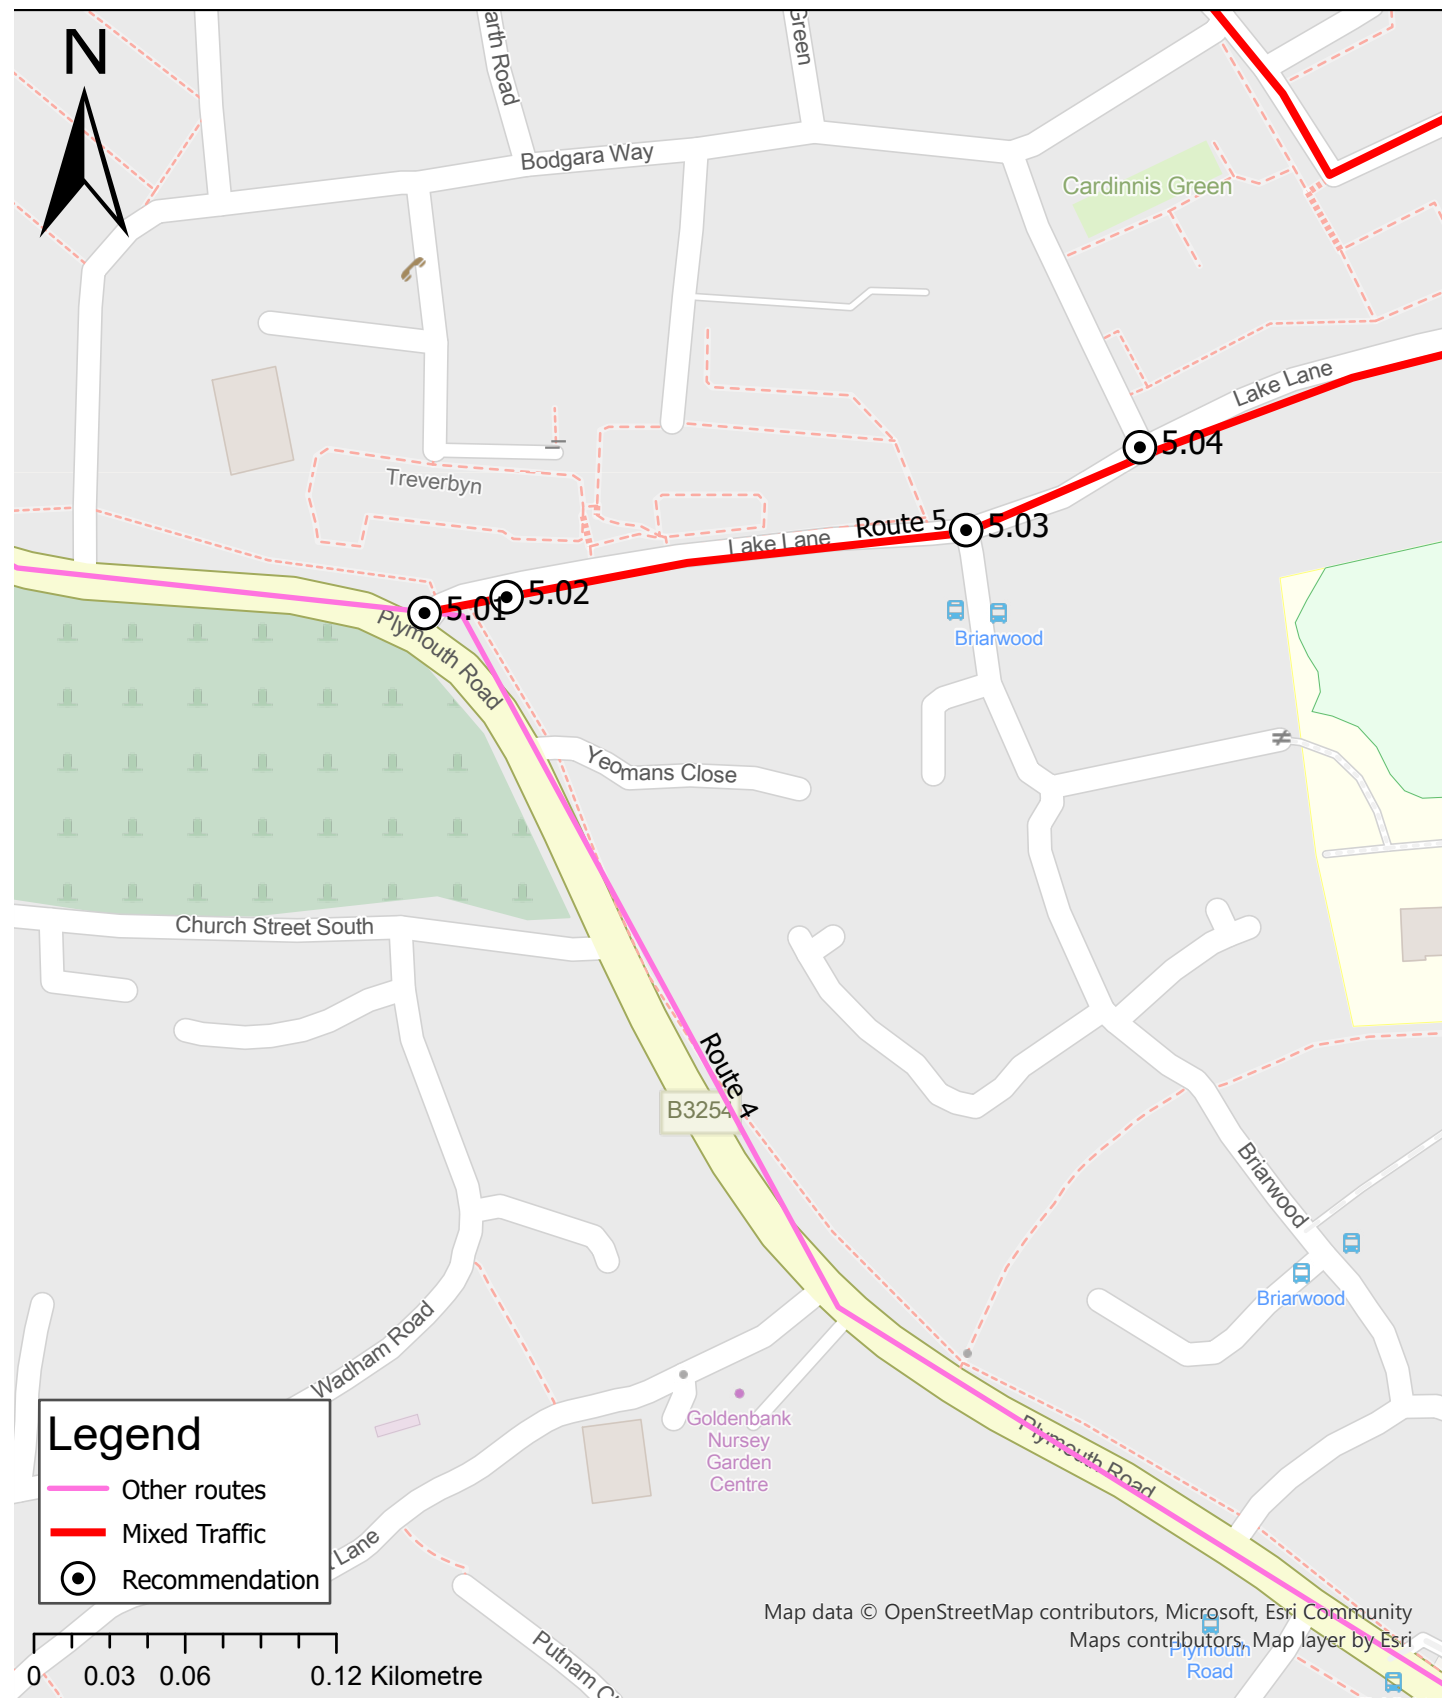 N
arth Road
Green
Bodgara Way
Cardinnis Green
Lake Lane
5.04
Treverbyn
Route 5
5.03
Lake Lane
5.02
5.01
Plymouth Road
Briarwood
Yeomans Close
Church Street South
Route 4
B3254
Briarwood
Briarwood
Wadham Road
Goldenbank
Nursey
Garden
Centre
Plymouth Road
Legend
Other routes
Mixed Traffic
Recommendation
Lane
Putnam
Map data © OpenStreetMap contributors, Microsoft, Esri Community
Maps contributors, Map layer by Esri
Plymouth
Road
0 0.03 0.06 0.12 Kilometre